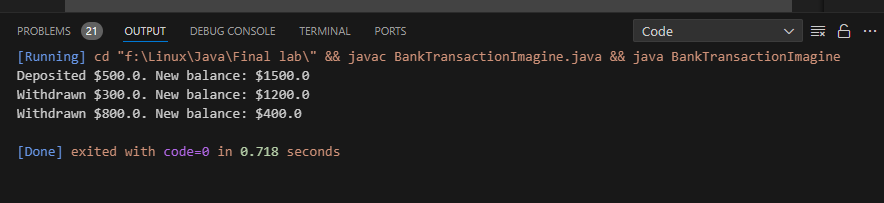 PROBLEMS 21 OUTPUT DEBUG CONSOLE TERMINAL PORTS Code
[Running] cd "f:\Linux\Java\Final lab\" && javac BankTransactionImagine.java && java BankTransactionImagine
Deposited $500.0. New balance: $1500.0
Withdrawn $300.0. New balance: $1200.0
Withdrawn $800.0. New balance: $400.0
[Done] exited with code=0 in 0.718 seconds